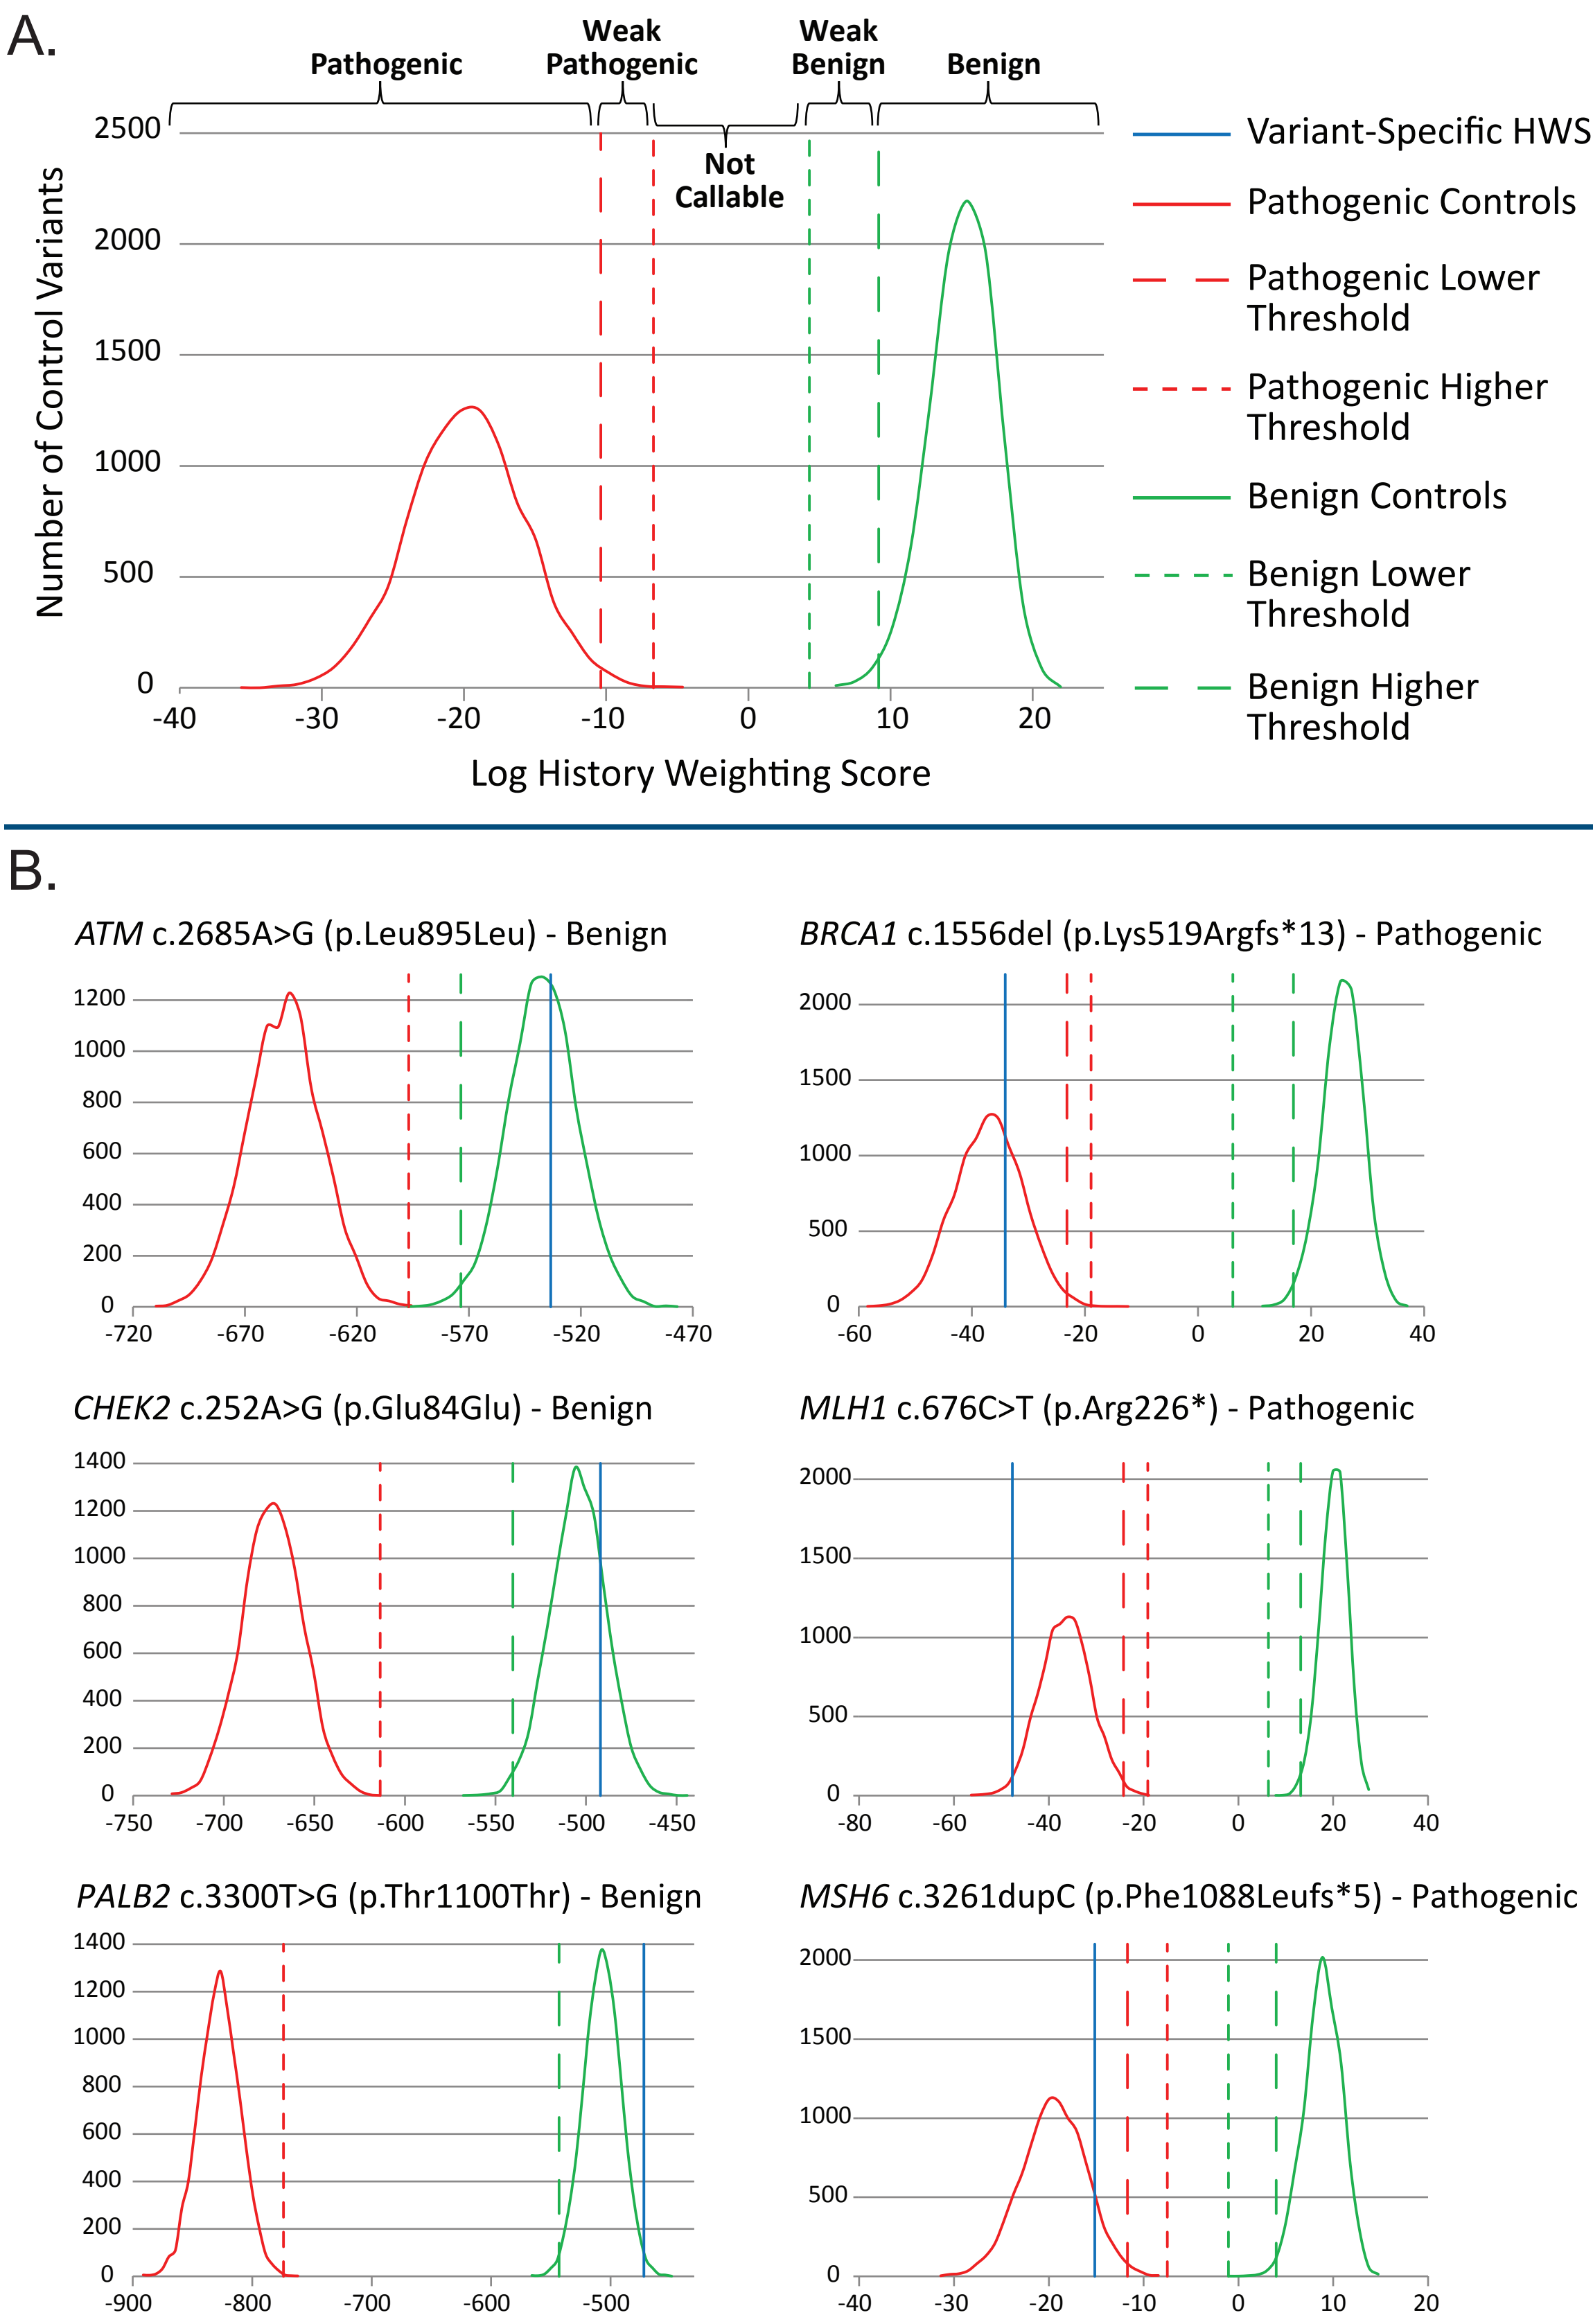 A.
Weak
Weak
Pathogenic
Pathogenic
Benign
Benign
2500
Not
Callable
2000
1500
1000
500
0
-40 -30 -20 -10 0 10 20
Number of Control Variants
Log History Weighting Score
Variant-Specific HWS
Pathogenic Controls
Pathogenic Lower
Threshold
Pathogenic Higher
Threshold
Benign Controls
Benign Lower
Threshold
Benign Higher
Threshold
B.
ATM c.2685A>G (p.Leu895Leu) - Benign
1200
1000
800
600
400
200
0
-720 -670 -620 -570 -520 -470
BRCA1 c.1556del (p.Lys519Argfs*13) - Pathogenic
2000
1500
1000
500
0
-60 -40 -20 0 20 40
CHEK2 c.252A>G (p.Glu84Glu) - Benign
1400
1200
1000
800
600
400
200
0
-750 -700 -650 -600 -550 -500 -450
MLH1 c.676C>T (p.Arg226*) - Pathogenic
2000
1500
1000
500
0
-80 -60 -40 -20 0 20 40
PALB2 c.3300T>G (p.Thr1100Thr) - Benign
1400
1200
1000
800
600
400
200
0
-900 -800 -700 -600 -500
MSH6 c.3261dupC (p.Phe1088Leufs*5) - Pathogenic
2000
1500
1000
500
0
-40 -30 -20 -10 0 10 20